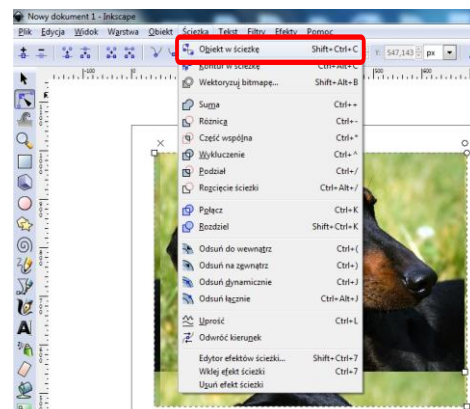 Nowy dokument 1 - Inkscape
Plik Edycja Widok Warstwa Obiekt Ścieżka Tekst Filtry Efekty Pomoc
Obiekt w ścieżkę Shift+Ctrl+C
Y: 547,143 px
Kontur w ścieżkę Ctrl+Alt+C
Wektoryzuj bitmapę... Shift+Alt+B
Suma Ctrl++
Różnica Ctrl+-
Część wspólna Ctrl+*
Wykluczenie Ctrl+^
Podział Ctrl+/
Rozcięcie ścieżki Ctrl+Alt+/
Połącz Ctrl+K
Rozdziel Shift+Ctrl+K
Odsuń do wewnątrz Ctrl+(
Odsuń na zewnątrz Ctrl+)
Odsuń dynamicznie Ctrl+J
Odsuń łącznie Ctrl+Alt+J
Uprość Ctrl+L
Odwróć kierunek
Edytor efektów ścieżki... Shift+Ctrl+7
Wklej efekt ścieżki Ctrl+7
Usuń efekt ścieżki